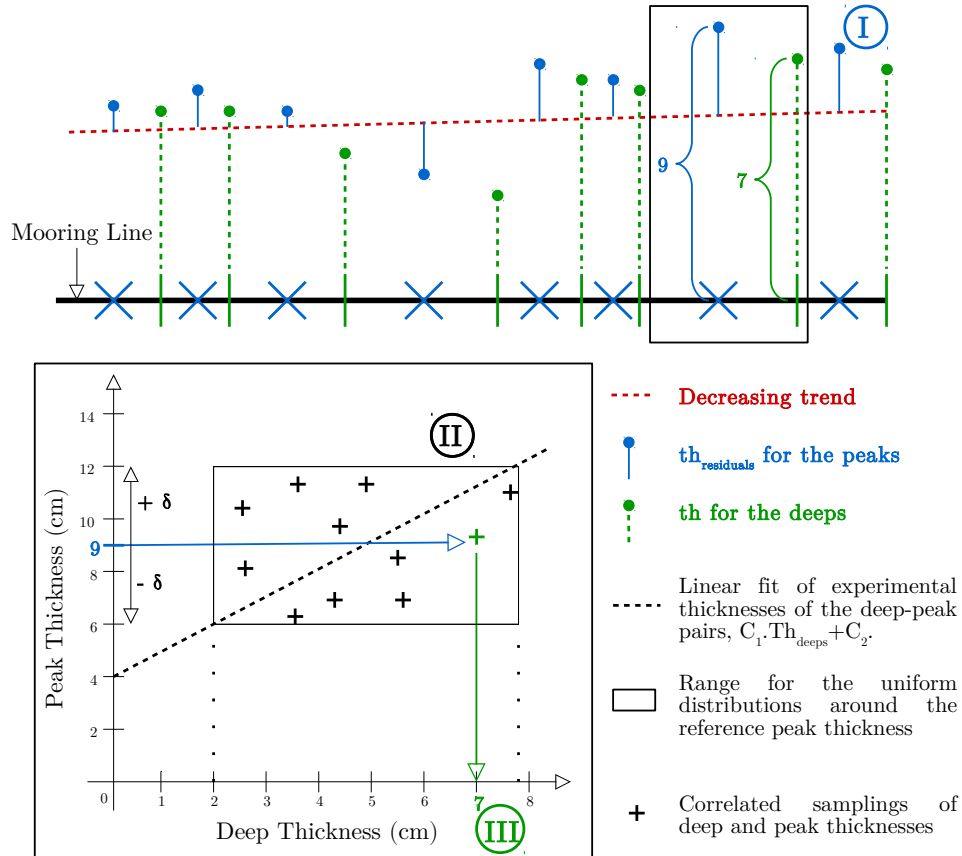 I
9
7
Mooring Line
II
14
12
10
9
8
6
4
2
0
+ δ
- δ
Peak Thickness (cm)
1
2
3
4
5
6
7
8
Deep Thickness (cm)
III
Decreasing trend
th_residuals for the peaks
th for the deeps
Linear fit of experimental
thicknesses of the deep-peak
pairs, C_1.Th_deeps+C_2.
Range for the uniform
distributions around the
reference peak thickness
Correlated samplings of
deep and peak thicknesses